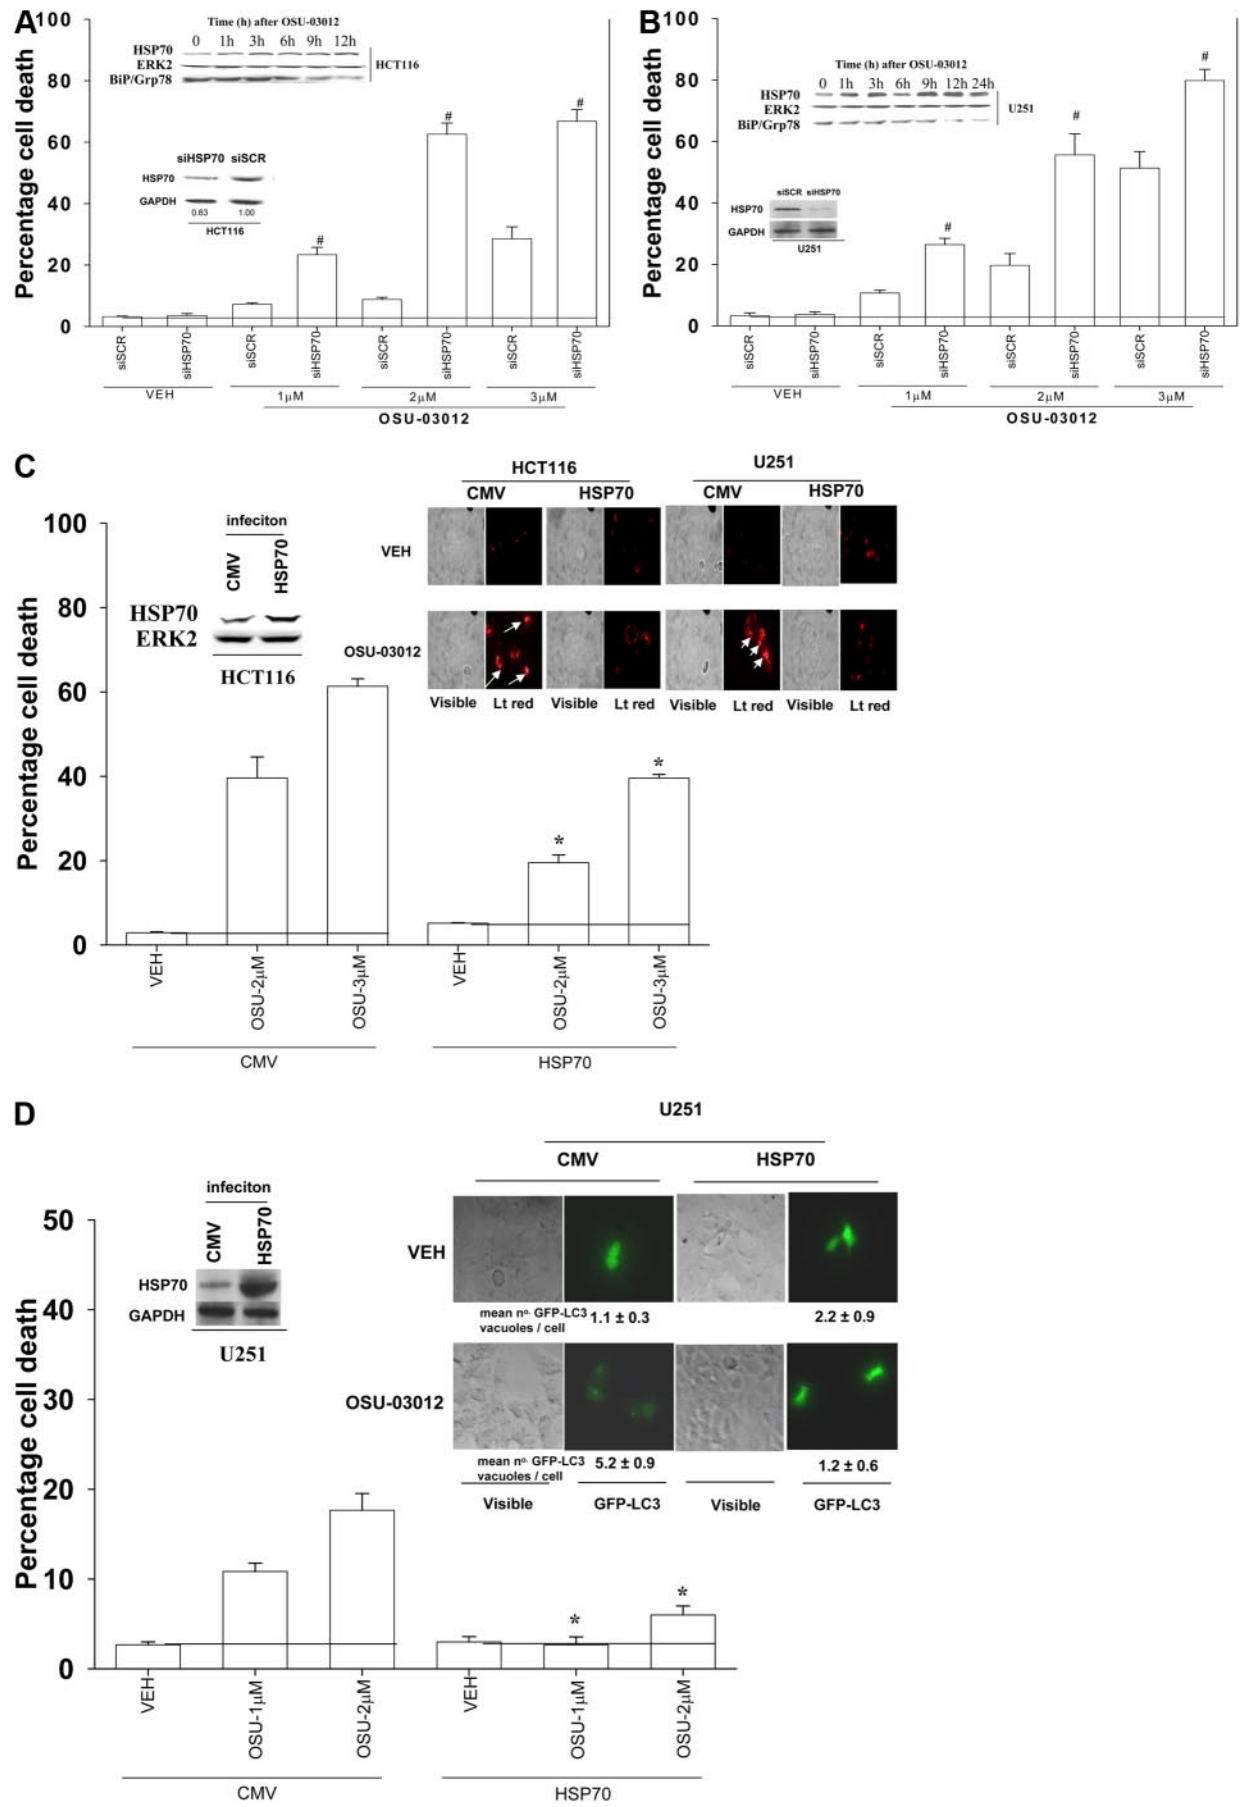 A
Percentage cell death
100
80
60
40
20
0
Time (h) after OSU-03012
0 1h 3h 6h 9h 12h
HSP70
ERK2
BiP/Grp78
HCT116
siHSP70 siSCR
HSP70
GAPDH
0.63 1.00
HCT116
# # #
siSCR siHSP70 siSCR siHSP70 siSCR siHSP70 siSCR siHSP70
VEH 1µM 2µM 3µM
OSU-03012
B
Percentage cell death
100
80
60
40
20
0
Time (h) after OSU-03012
0 1h 3h 6h 9h 12h 24h
HSP70
ERK2
BiP/Grp78
U251
siSCR siHSP70
HSP70
GAPDH
U251
# # #
siSCR siHSP70 siSCR siHSP70 siSCR siHSP70 siSCR siHSP70
VEH 1µM 2µM 3µM
OSU-03012
C
Percentage cell death
100
80
60
40
20
0
infeciton
CMV HSP70
HSP70
ERK2
HCT116
HCT116 U251
CMV HSP70 CMV HSP70
VEH
OSU-03012
Visible Lt red Visible Lt red Visible Lt red Visible Lt red
* *
VEH OSU-2µM OSU-3µM VEH OSU-2µM OSU-3µM
CMV HSP70
D
Percentage cell death
50
40
30
20
10
0
infeciton
CMV HSP70
HSP70
GAPDH
U251
U251
CMV HSP70
VEH
mean nº. GFP-LC3 vacuoles / cell 1.1 ± 0.3 2.2 ± 0.9
OSU-03012
mean nº. GFP-LC3 vacuoles / cell 5.2 ± 0.9 1.2 ± 0.6
Visible GFP-LC3 Visible GFP-LC3
* *
VEH OSU-1µM OSU-2µM VEH OSU-1µM OSU-2µM
CMV HSP70